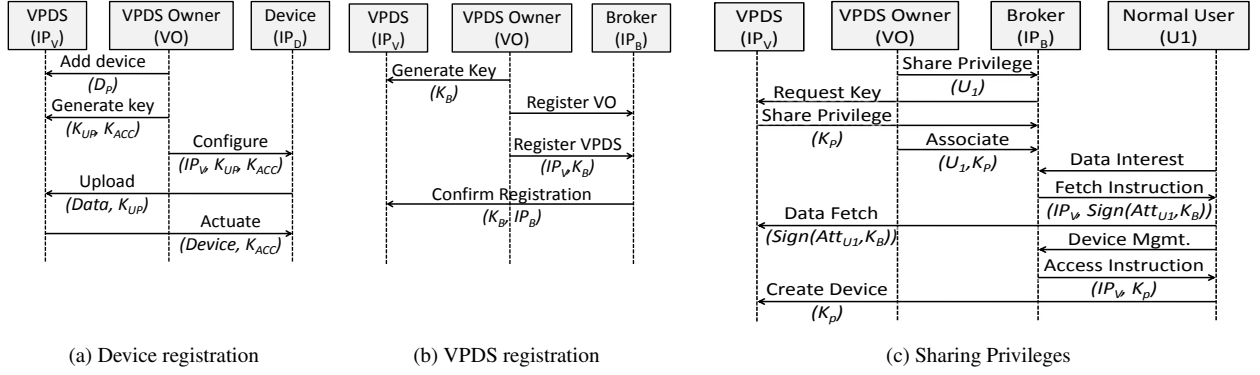 VPDS
(IP_V)
VPDS Owner
(VO)
Device
(IP_D)
Add device
(D_P)
Generate key
(K_UP, K_ACC)
Configure
(IP_V, K_UP, K_ACC)
Upload
(Data, K_UP)
Actuate
(Device, K_ACC)
(a) Device registration
VPDS
(IP_V)
VPDS Owner
(VO)
Broker
(IP_B)
Generate Key
(K_B)
Register VO
Register VPDS
(IP_V,K_B)
Confirm Registration
(K_B, IP_B)
(b) VPDS registration
VPDS
(IP_V)
VPDS Owner
(VO)
Broker
(IP_B)
Normal User
(U1)
Share Privilege
(U_1)
Request Key
Share Privilege
(K_P)
Associate
(U_1,K_P)
Data Interest
Fetch Instruction
(IP_V, Sign(Att_U1,K_B))
Data Fetch
(Sign(Att_U1,K_B))
Device Mgmt.
Access Instruction
(IP_V, K_p)
Create Device
(K_p)
(c) Sharing Privileges